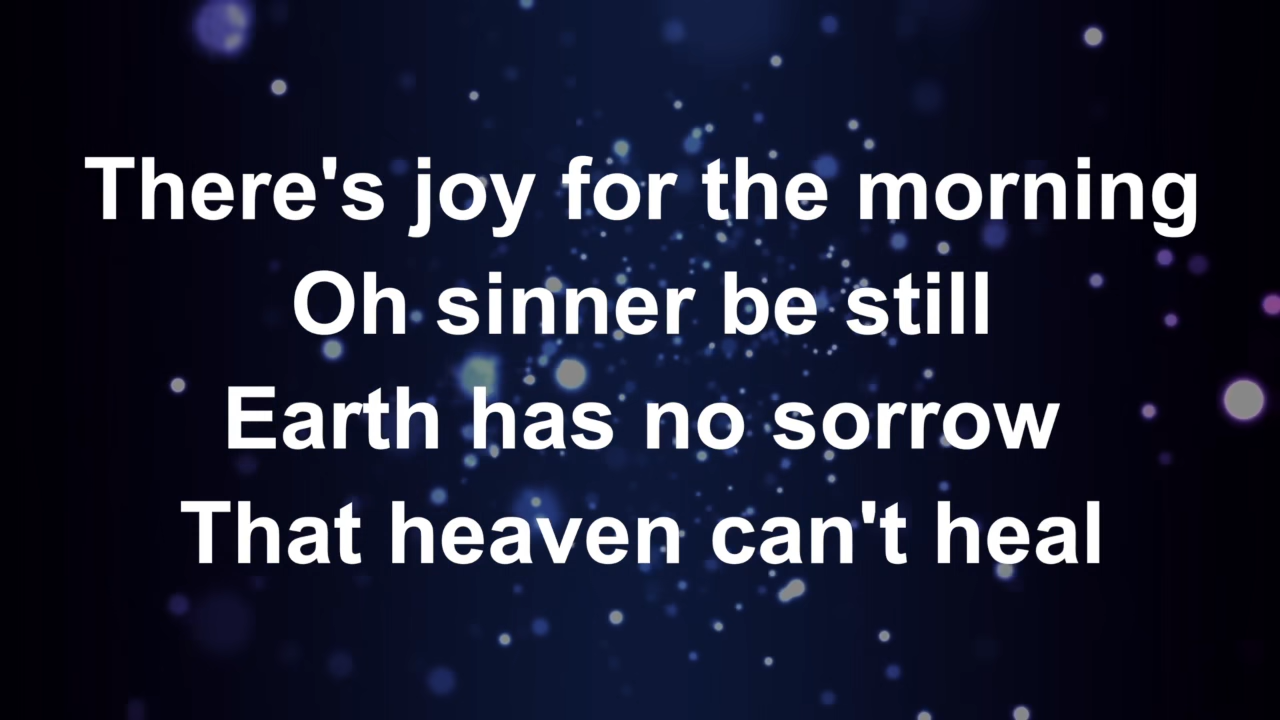 There's joy for the morning
Oh sinner be still
Earth has no sorrow
That heaven can't heal